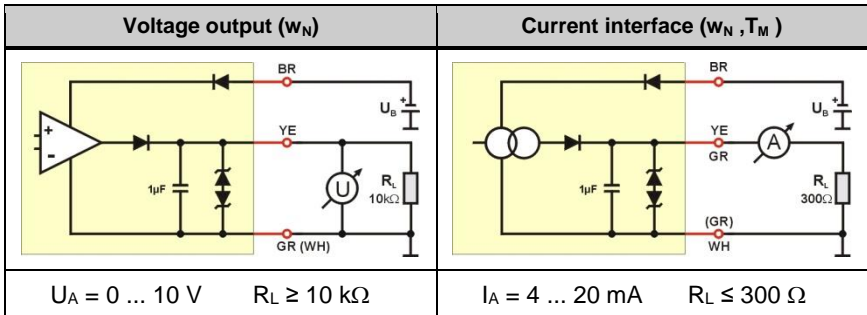 Voltage output (wN)
Current interface (wN ,TM )
BR
UB
+
+
-
YE
1µF
U
RL
10kΩ
GR (WH)
BR
UB
+
YE
GR
A
1µF
RL
300Ω
(GR)
WH
UA = 0 ... 10 V RL ≥ 10 kΩ
IA = 4 ... 20 mA RL ≤ 300 Ω